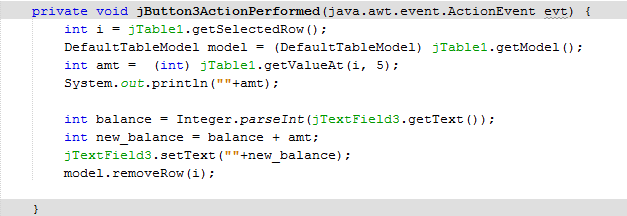 private void jButton3ActionPerformed(java.awt.event.ActionEvent evt) {
int i = jTable1.getSelectedRow();
DefaultTableModel model = (DefaultTableModel) jTable1.getModel();
int amt =  (int) jTable1.getValueAt(i, 5);
System.out.println(""+amt);
int balance = Integer.parseInt(jTextField3.getText());
int new_balance = balance + amt;
jTextField3.setText(""+new_balance);
model.removeRow(i);
}